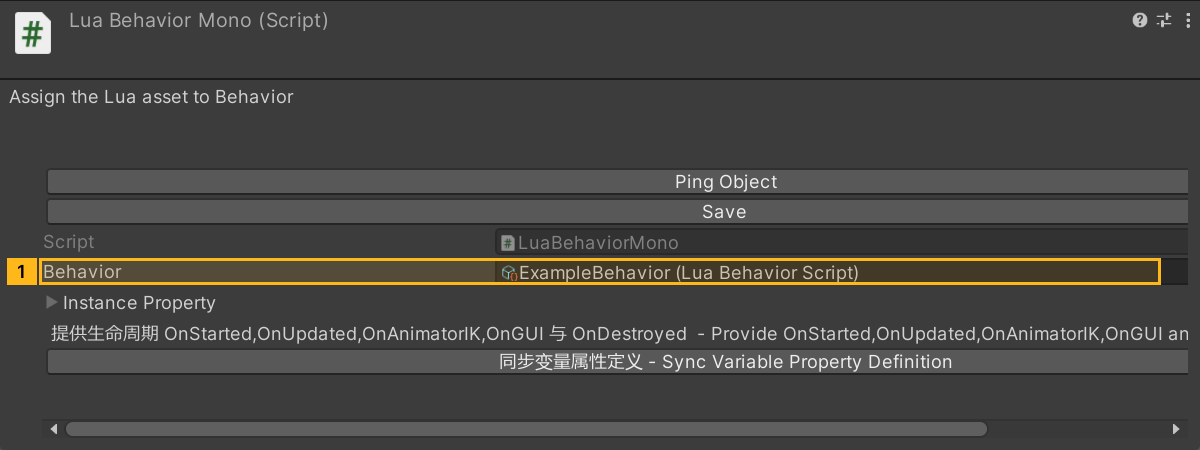 Lua Behavior Mono (Script)
Assign the Lua asset to Behavior
Ping Object
Save
Script LuaBehaviorMono
1 Behavior ExampleBehavior (Lua Behavior Script)
Instance Property
提供生命周期 OnStarted,OnUpdated,OnAnimatorIK,OnGUI 与 OnDestroyed - Provide OnStarted,OnUpdated,OnAnimatorIK,OnGUI an
同步变量属性定义 - Sync Variable Property Definition